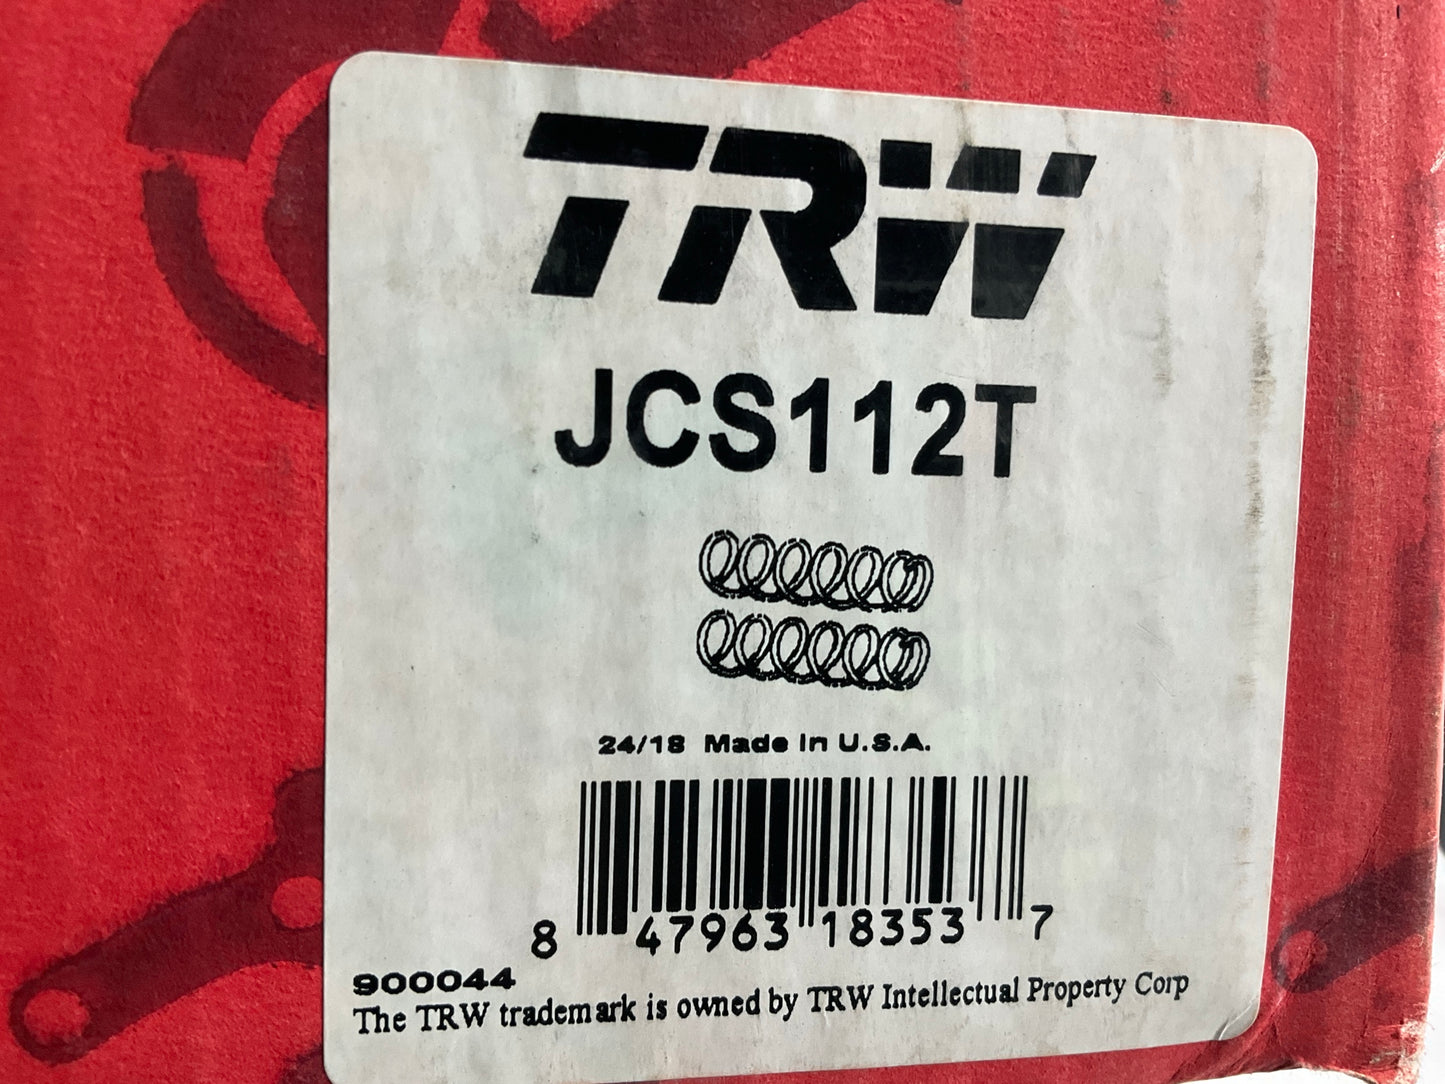 TRW
JCS112T
24/18 Made in U.S.A.
8 47963 18353 7
900044
The TRW trademark is owned by TRW Intellectual Property Corp